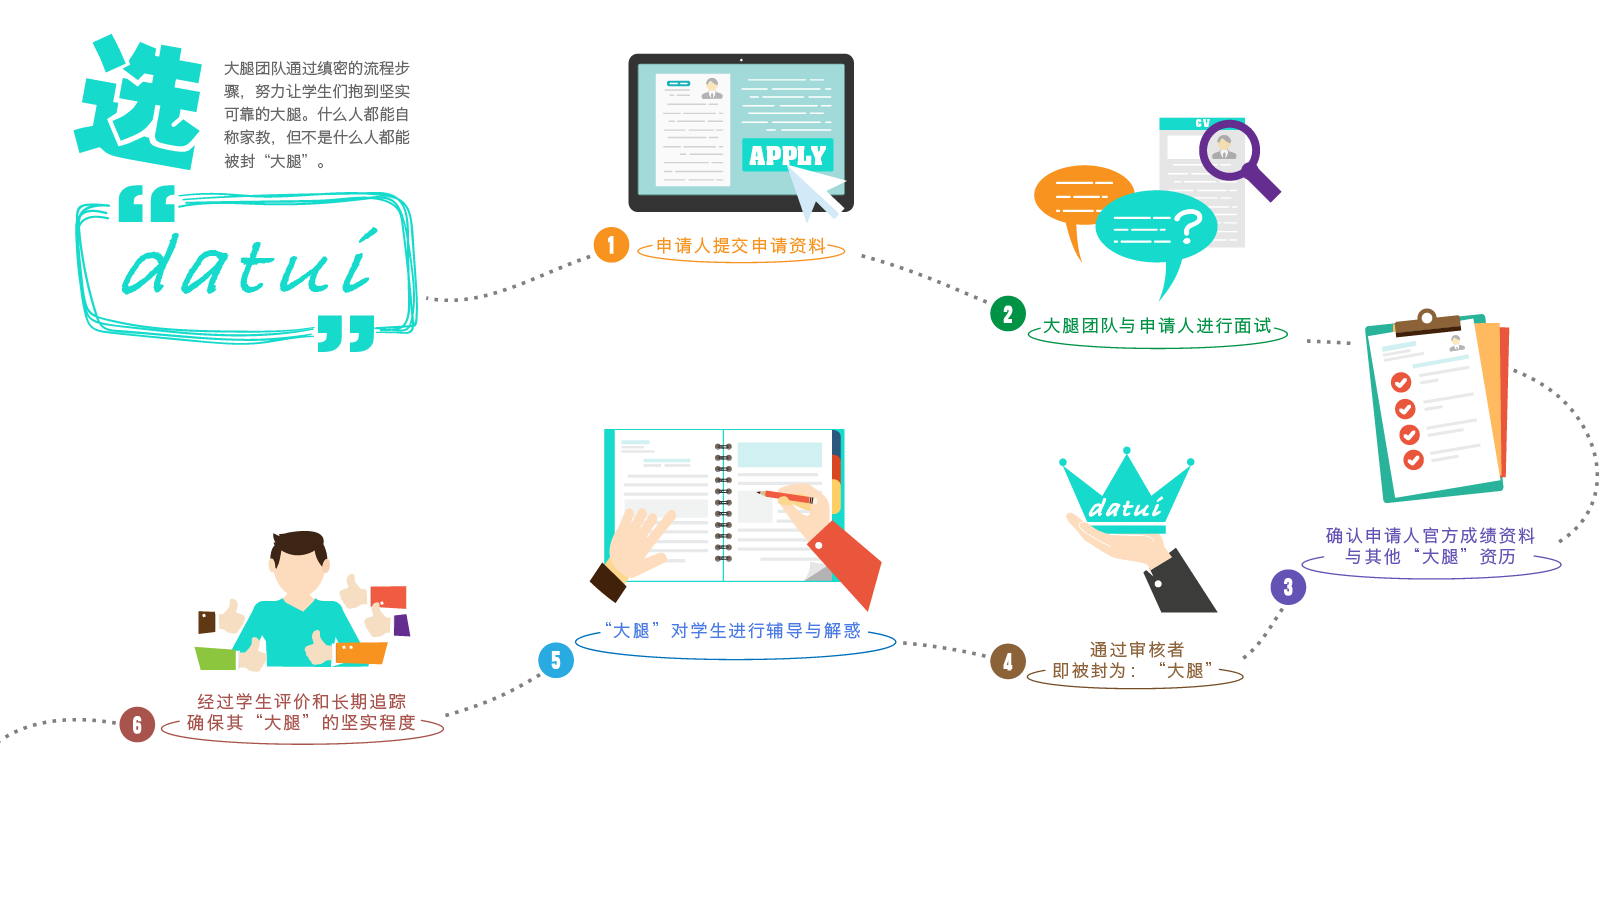 选
大腿团队通过缜密的流程步
骤，努力让学生们抱到坚实
可靠的大腿。什么人都能自
称家教，但不是什么人都能
被封“大腿”。
“datui”
APPLY
1 申请人提交申请资料
CV
?
2 大腿团队与申请人进行面试
确认申请人官方成绩资料
与其他“大腿”资历
3
datui
4 通过审核者
即被封为：“大腿”
5 “大腿”对学生进行辅导与解惑
6 经过学生评价和长期追踪
确保其“大腿”的坚实程度